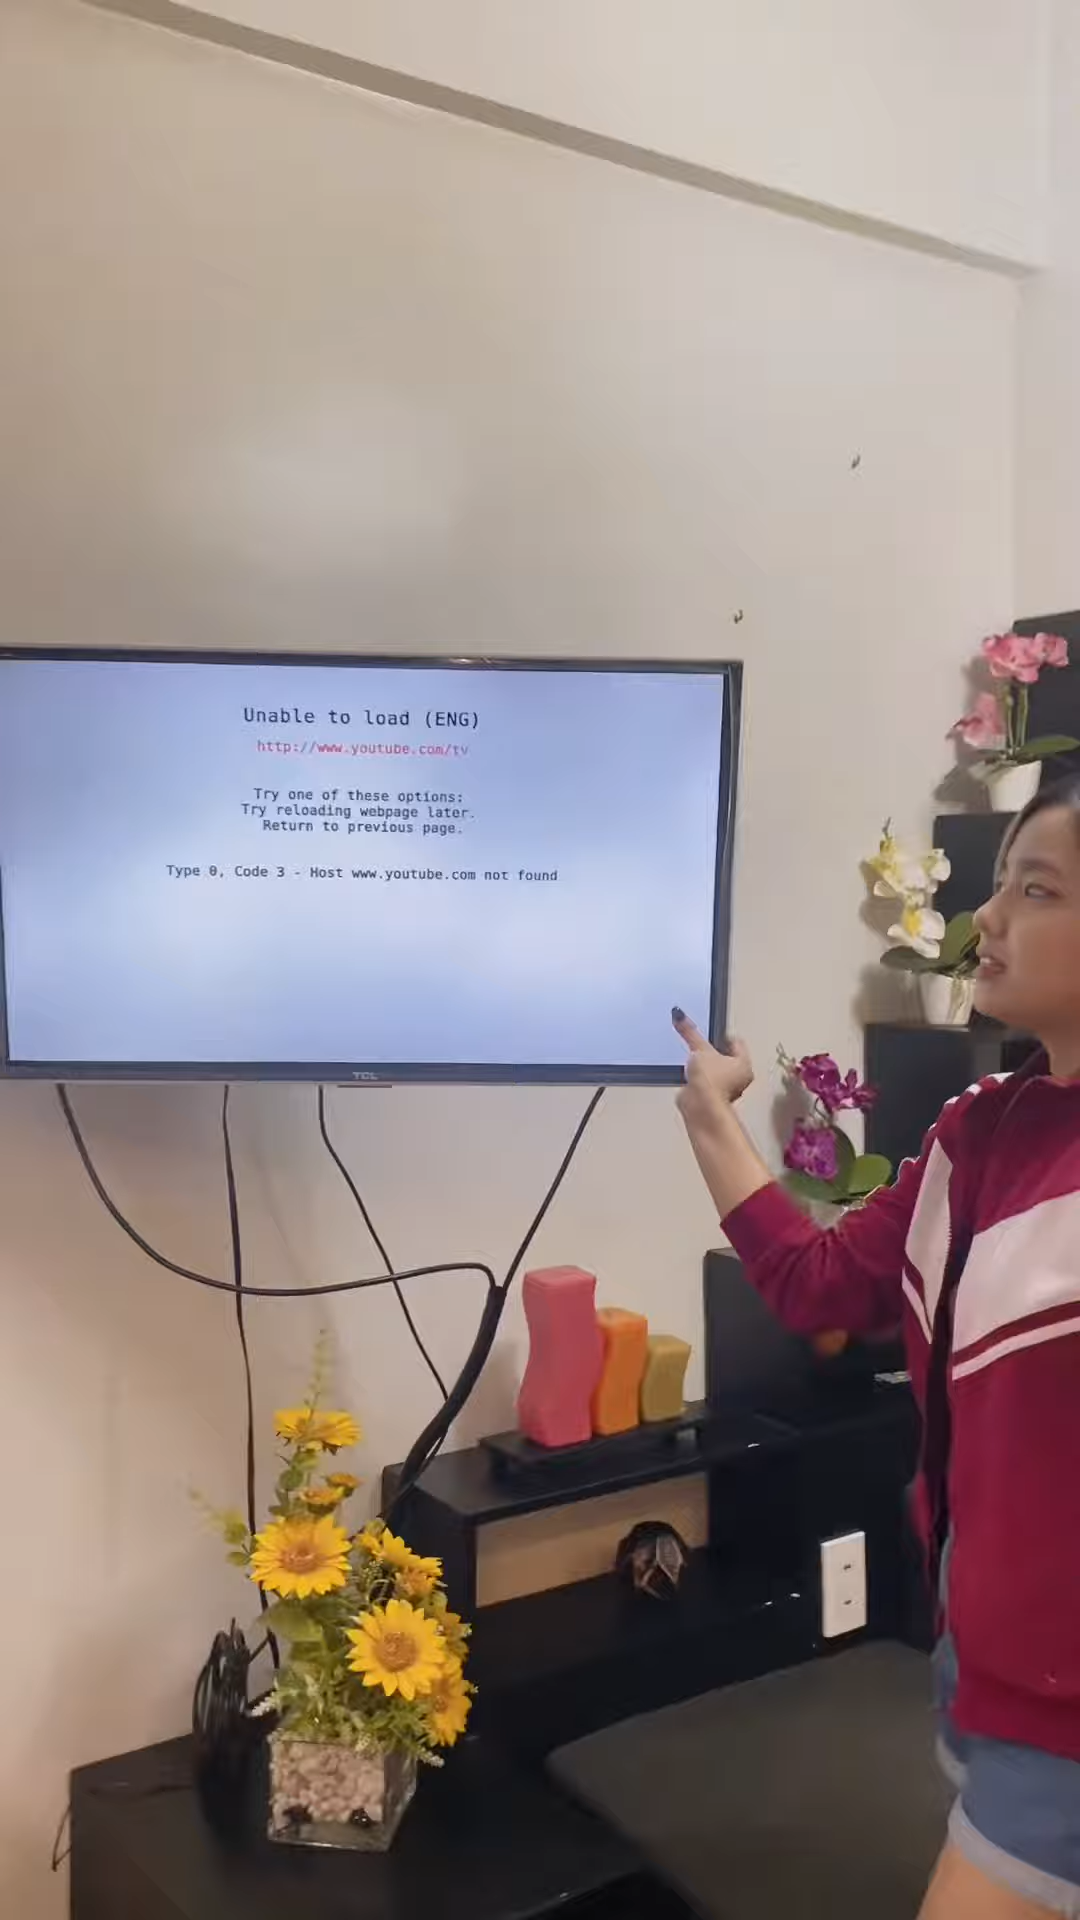 Unable to load (ENG)
http://www.youtube.com/tv
Try one of these options:
Try reloading webpage later.
Return to previous page.
Type 0, Code 3 - Host www.youtube.com not found
TCL